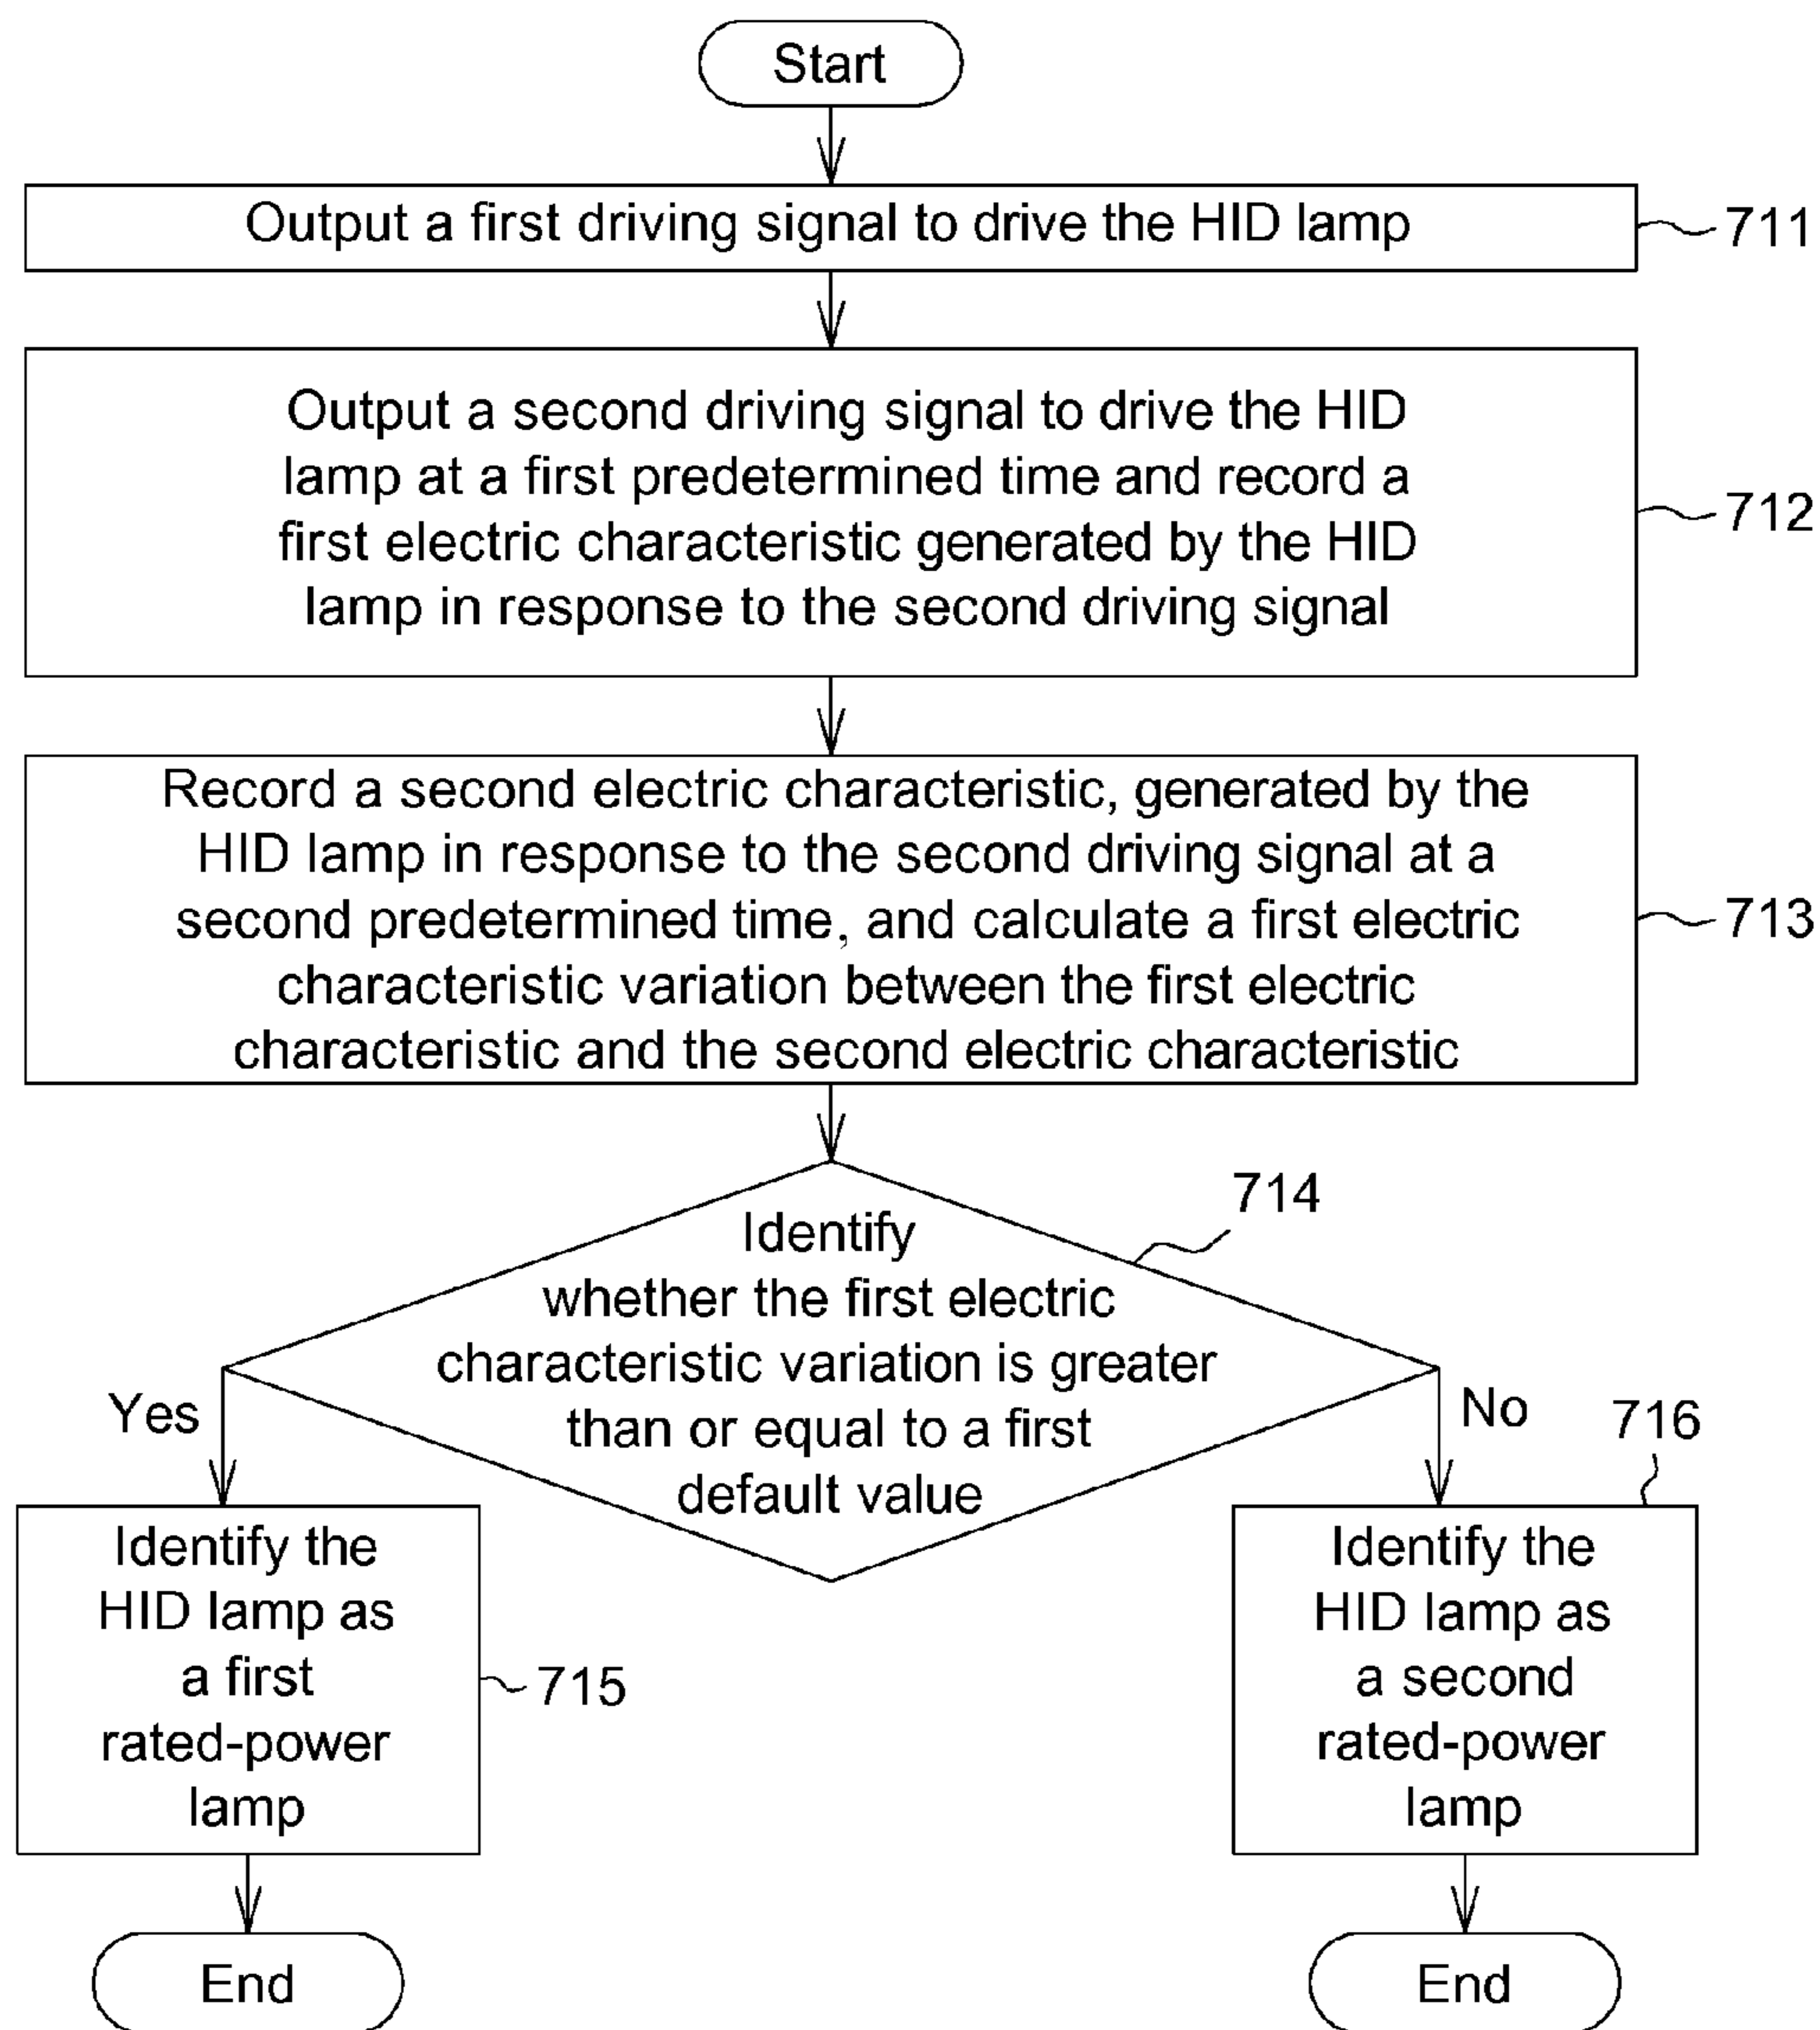 Start
Output a first driving signal to drive the HID lamp
711
Output a second driving signal to drive the HID
lamp at a first predetermined time and record a
first electric characteristic generated by the HID
lamp in response to the second driving signal
712
Record a second electric characteristic, generated by the
HID lamp in response to the second driving signal at a
second predetermined time, and calculate a first electric
characteristic variation between the first electric
characteristic and the second electric characteristic
713
714
Identify
whether the first electric
characteristic variation is greater
than or equal to a first
default value
Yes
No
716
Identify the
HID lamp as
a first
rated-power
lamp
715
Identify the
HID lamp as
a second
rated-power
lamp
End
End